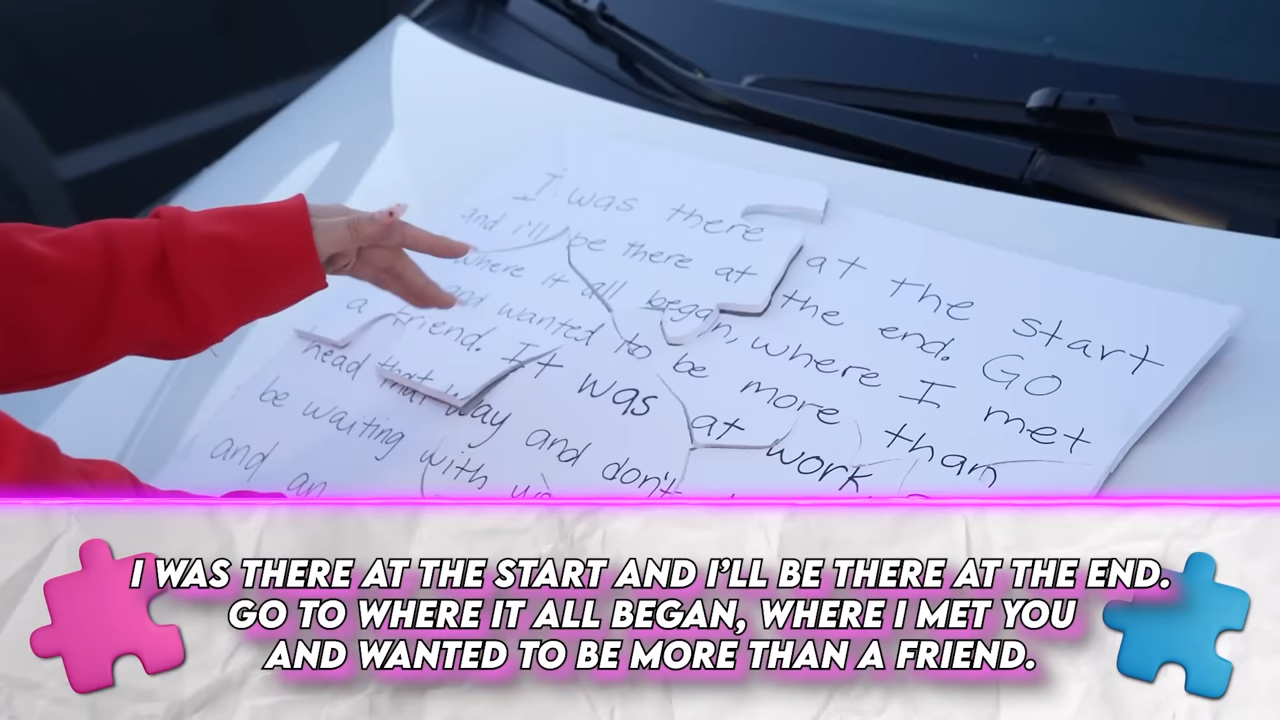 I was there at the start
and i'll be there at the end. GO
where it all began, where I met
and wanted to be more than
a friend. It was at work.
head that way and don't
be waiting with
and an
I WAS THERE AT THE START AND I'LL BE THERE AT THE END.
GO TO WHERE IT ALL BEGAN, WHERE I MET YOU
AND WANTED TO BE MORE THAN A FRIEND.